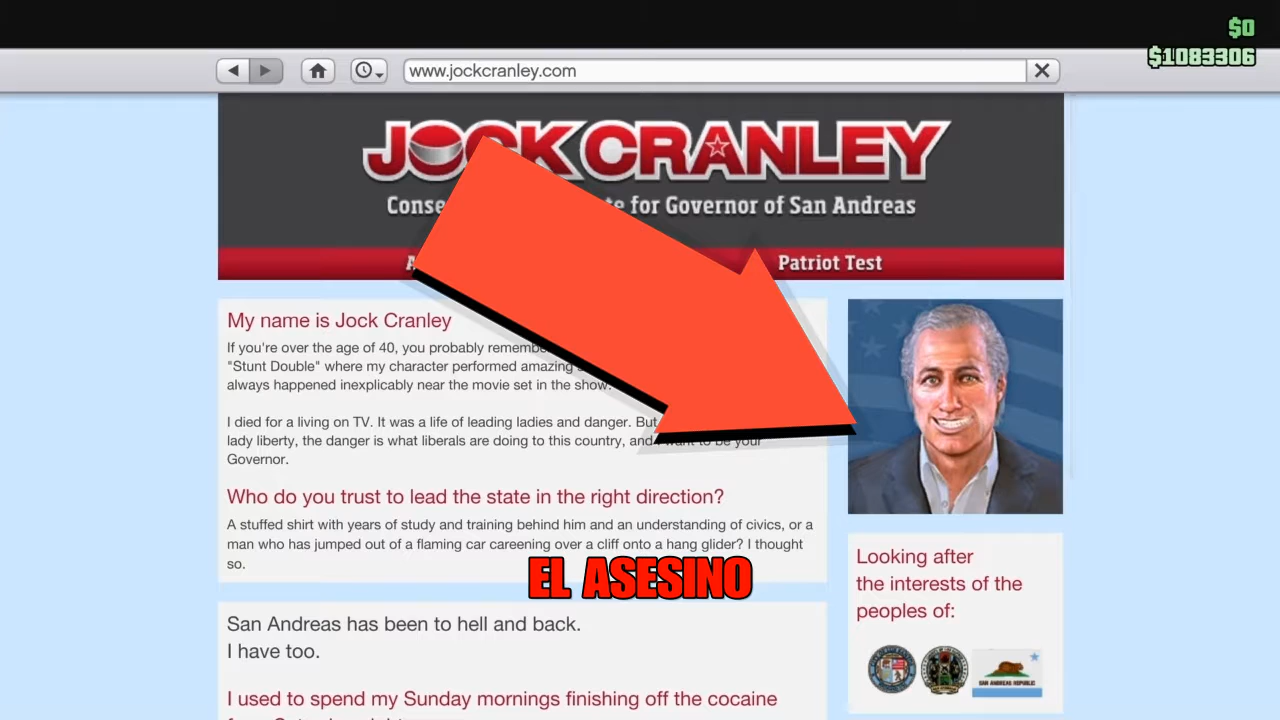 $0
$1083306
www.jockcranley.com
JOCK CRANLEY
for Governor of San Andreas
Patriot Test
My name is Jock Cranley
If you're over the age of 40, you probably
"Stunt Double" where my character performed amazing
always happened inexplicably near the movie set in the show.
I died for a living on TV. It was a life of leading ladies and danger. But
lady liberty, the danger is what liberals are doing to this country, and I want to be your
Governor.
Who do you trust to lead the state in the right direction?
A stuffed shirt with years of study and training behind him and an understanding of civics, or a
man who has jumped out of a flaming car careening over a cliff onto a hang glider? I thought
so.
EL ASESINO
San Andreas has been to hell and back.
I have too.
I used to spend my Sunday mornings finishing off the cocaine
Looking after
the interests of the
peoples of:
SAN ANDREAS REPUBLIC